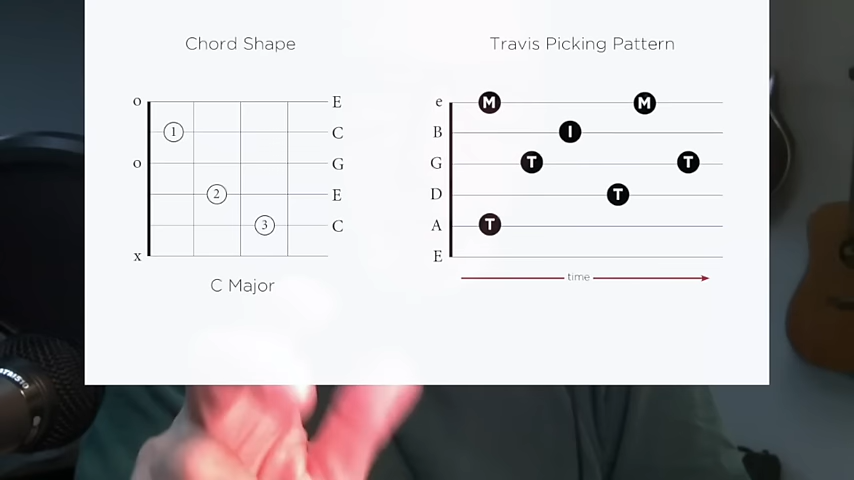 Chord Shape
o E
1 C
o G
2 E
3 C
x
C Major
Travis Picking Pattern
e M M
B I
G T T
D T
A T
E
time